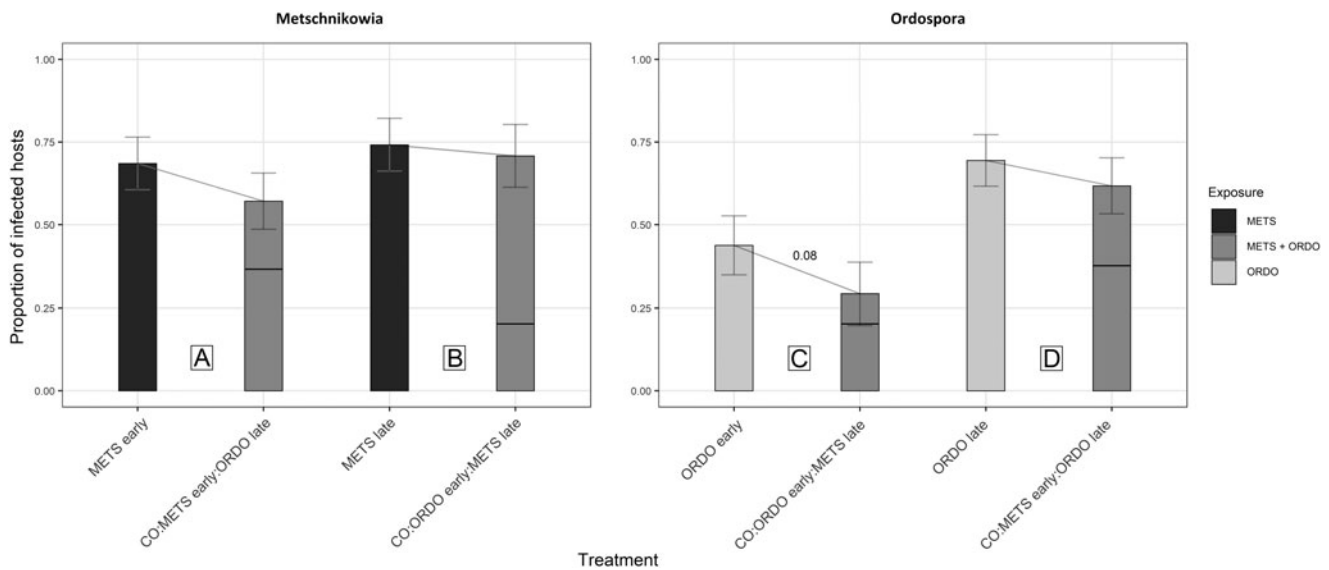 Metschnikowia
Ordospora
Proportion of infected hosts
1.00
0.75
0.50
0.25
0.00
A
B
METS early
CO:METS early:ORDO late
METS late
CO:ORDO early:METS late
1.00
0.75
0.50
0.25
0.00
0.08
C
D
ORDO early
CO:ORDO early:METS late
ORDO late
CO:METS early:ORDO late
Treatment
Exposure
METS
METS + ORDO
ORDO